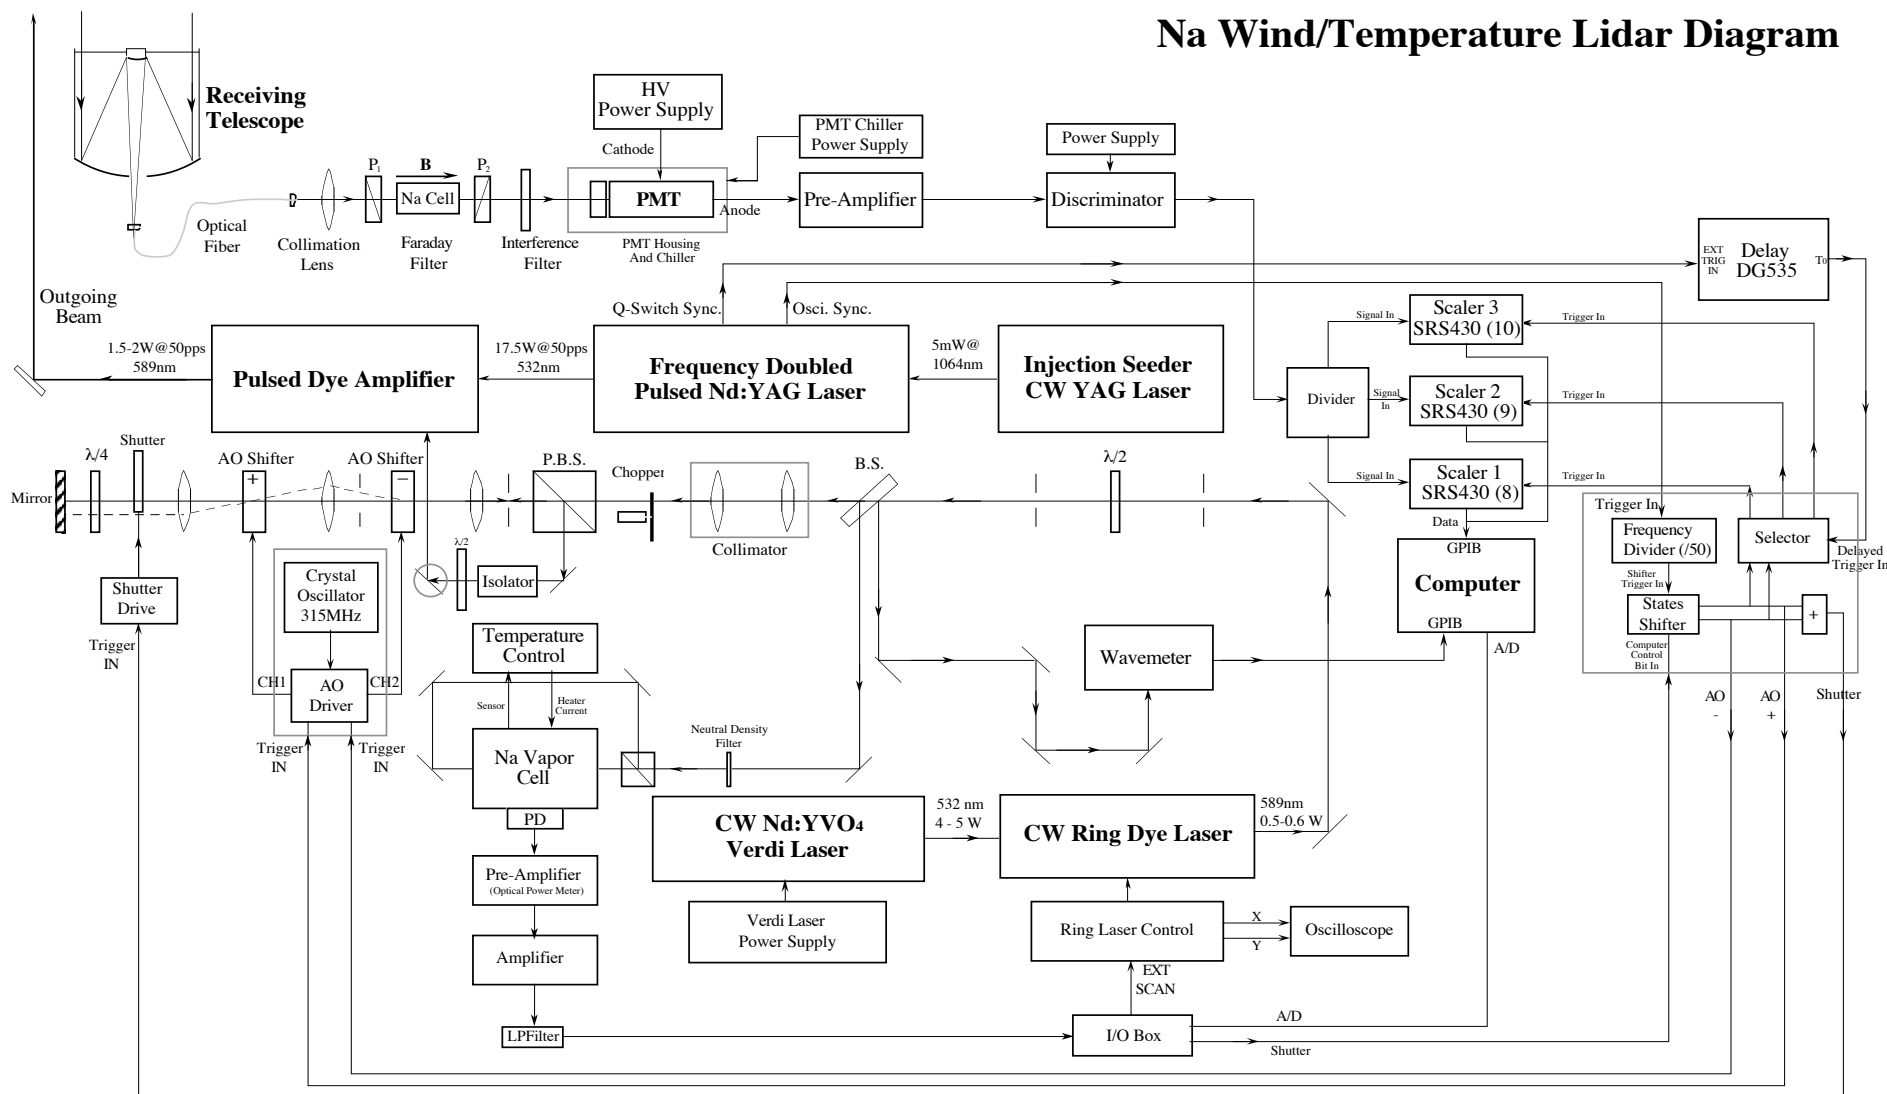 Na Wind/Temperature Lidar Diagram
Receiving
Telescope
HV
Power Supply
Cathode
PMT Chiller
Power Supply
Power Supply
P1
B
P2
Na Cell
PMT
Anode
Pre-Amplifier
Discriminator
Optical
Fiber
Collimation
Lens
Faraday
Filter
Interference
Filter
PMT Housing
And Chiller
EXT
TRIG
IN
Delay
DG535
T0
Outgoing
Beam
Q-Switch Sync.
Osci. Sync.
1.5-2W@50pps
589nm
Pulsed Dye Amplifier
17.5W@50pps
532nm
Frequency Doubled
Pulsed Nd:YAG Laser
5mW@
1064nm
Injection Seeder
CW YAG Laser
Divider
Signal In
Scaler 3
SRS430 (10)
Trigger In
Signal
In
Scaler 2
SRS430 (9)
Trigger In
Signal In
Scaler 1
SRS430 (8)
Trigger In
Data
Mirror
λ/4
Shutter
AO Shifter
+
AO Shifter
−
P.B.S.
Chopper
Collimator
B.S.
λ/2
λ/2
Isolator
Shutter
Drive
Trigger
IN
Crystal
Oscillator
315MHz
CH1
AO
Driver
CH2
Trigger
IN
Trigger
IN
Temperature
Control
Sensor
Heater
Current
Na Vapor
Cell
PD
Neutral Density
Filter
Pre-Amplifier
(Optical Power Meter)
Amplifier
LPFilter
CW Nd:YVO4
Verdi Laser
532 nm
4 - 5 W
CW Ring Dye Laser
589nm
0.5-0.6 W
Verdi Laser
Power Supply
Ring Laser Control
X
Y
Oscilloscope
EXT
SCAN
I/O Box
A/D
Shutter
Wavemeter
GPIB
Computer
GPIB
A/D
Trigger In
Frequency
Divider (/50)
Selector
Delayed
Trigger In
Shifter
Trigger In
States
Shifter
+
Computer
Control
Bit In
AO
-
AO
+
Shutter